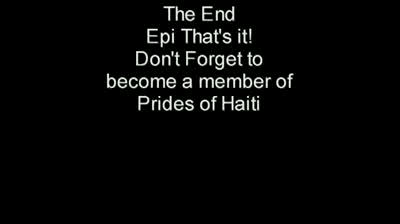 The End
Epi That's it!
Don't Forget to
become a member of
Prides of Haiti